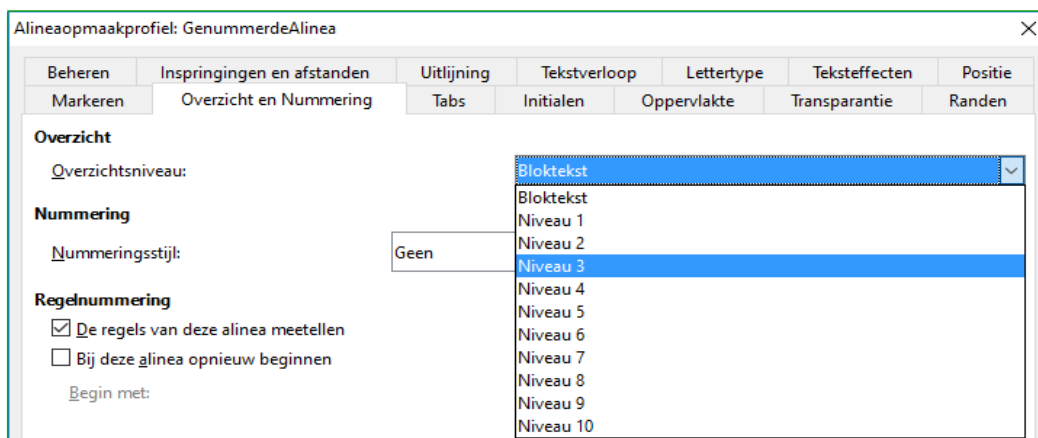 Alineaopmaakprofiel: GenummerdeAlinea
Beheren Inspringingen en afstanden Uitlijning Tekstverloop Lettertype Teksteffecten Positie
Markeren Overzicht en Nummering Tabs Initialen Oppervlakte Transparantie Randen
Overzicht
Overzichtsniveau: Bloktekst
Bloktekst
Nummering
Niveau 1
Niveau 2
Nummeringsstijl: Geen
Niveau 3
Niveau 4
Regelnummering
Niveau 5
De regels van deze alinea meetellen
Niveau 6
Bij deze alinea opnieuw beginnen
Niveau 7
Niveau 8
Begin met:
Niveau 9
Niveau 10